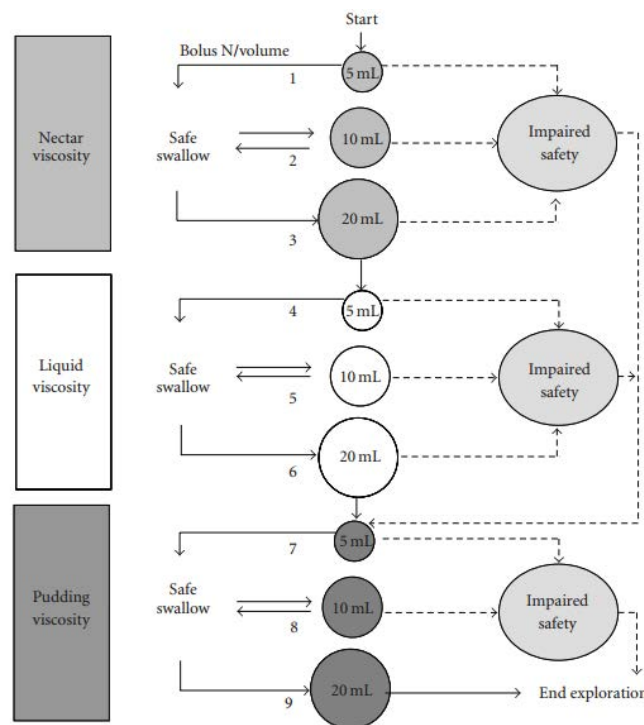 Start
Bolus N/volume
1
5 mL
Nectar
viscosity
Safe
swallow
2
10 mL
Impaired
safety
3
20 mL
4
5 mL
Liquid
viscosity
Safe
swallow
5
10 mL
Impaired
safety
6
20 mL
7
5 mL
Pudding
viscosity
Safe
swallow
8
10 mL
Impaired
safety
9
20 mL
End exploration